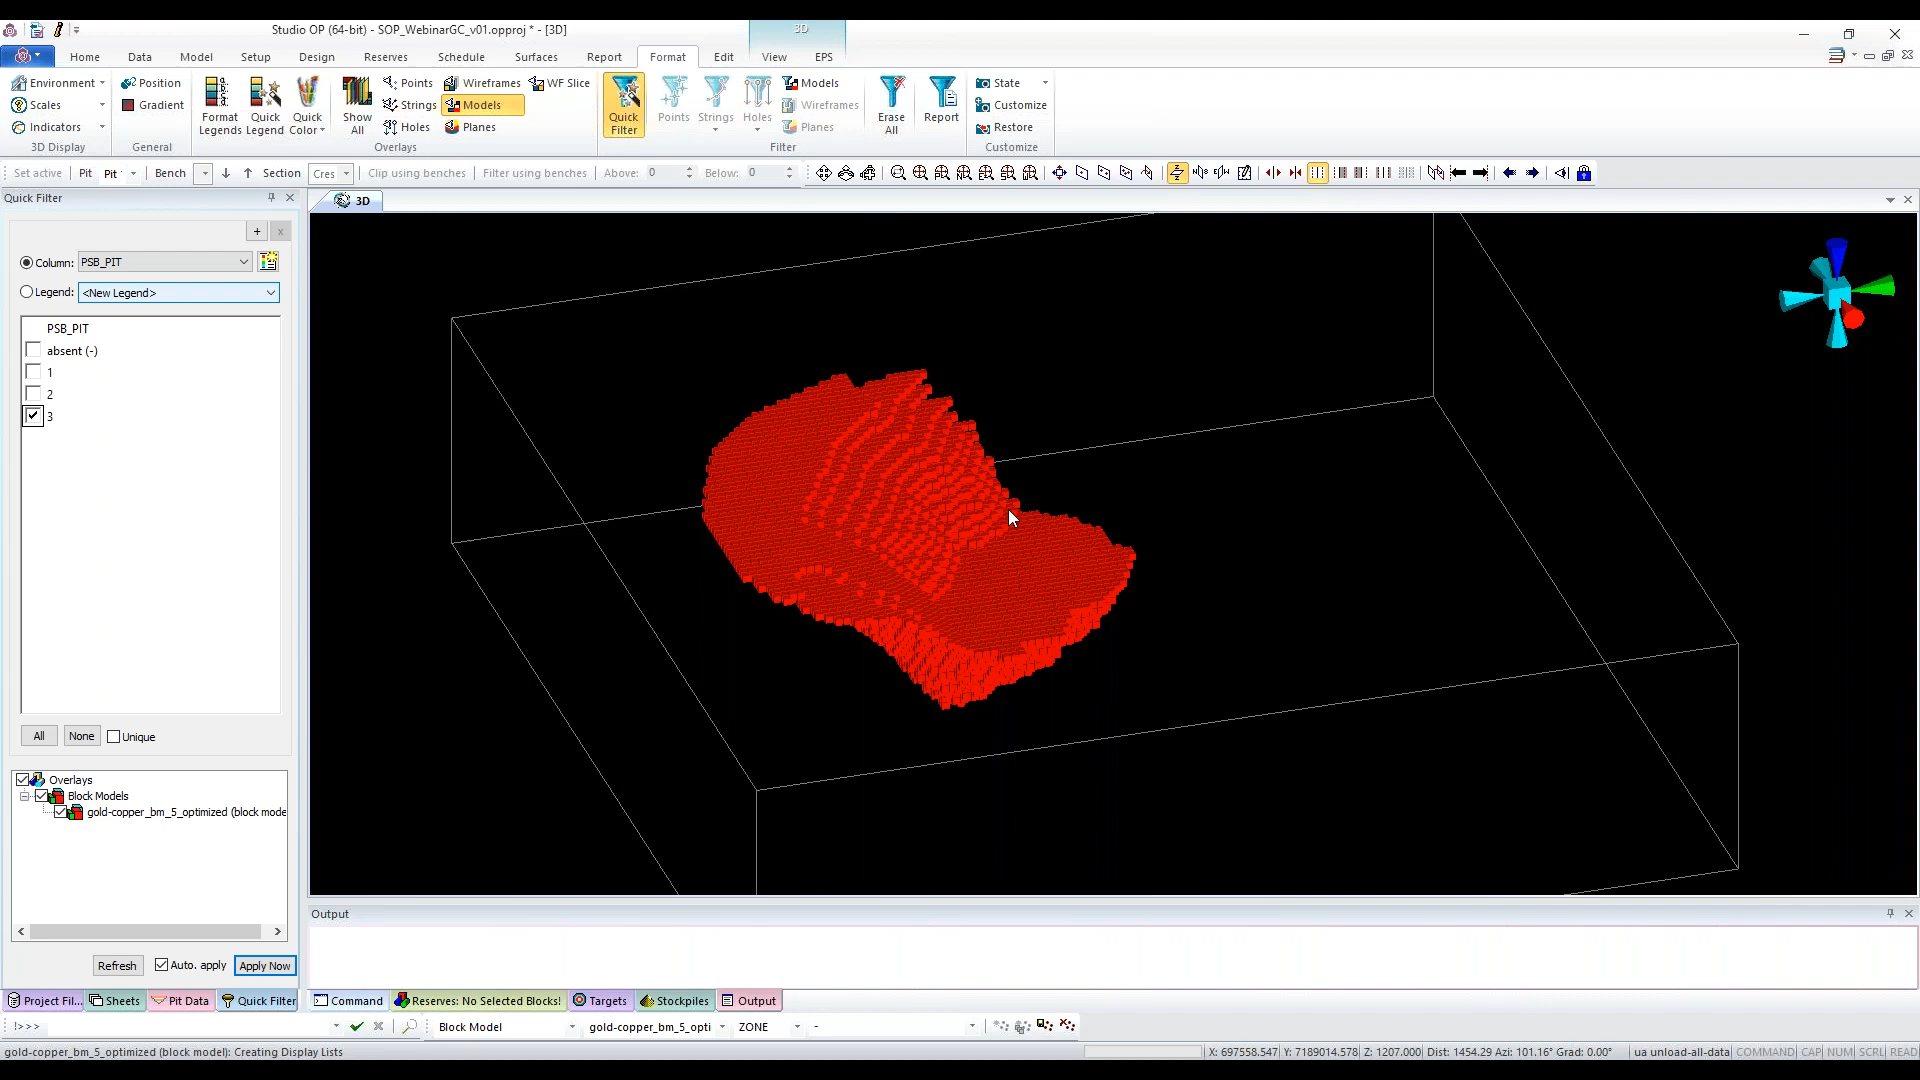 Studio OP (64-bit) - SOP_WebinarGC_v01.opproj * - [3D]
3D
Home Data Model Setup Design Reserves Schedule Surfaces Report Format Edit View EPS
Environment Position Points Wireframes WF Slice Models State
Scales Gradient Strings Models Wireframes Customize
Indicators Holes Planes Planes Restore
Format Legends Quick Legend Quick Color Show All Quick Filter Points Strings Holes Erase All Report
3D Display General Overlays Filter Customize
Set active Pit Pit Bench Section Cres Clip using benches Filter using benches Above: 0 Below: 0
Quick Filter
3D
+ x
Column: PSB_PIT
Legend: <New Legend>
PSB_PIT
absent (-)
1
2
3
All None Unique
Overlays
Block Models
gold-copper_bm_5_optimized (block mode
Output
Refresh Auto. apply Apply Now
Project Fil... Sheets Pit Data Quick Filter Command Reserves: No Selected Blocks! Targets Stockpiles Output
!>>> Block Model gold-copper_bm_5_opti ZONE -
gold-copper_bm_5_optimized (block model): Creating Display Lists X: 697558.547 Y: 7189014.578 Z: 1207.000 Dist: 1454.29 Azi: 101.16° Grad: 0.00° ua unload-all-data COMMAND CAP NUM SCRL READ